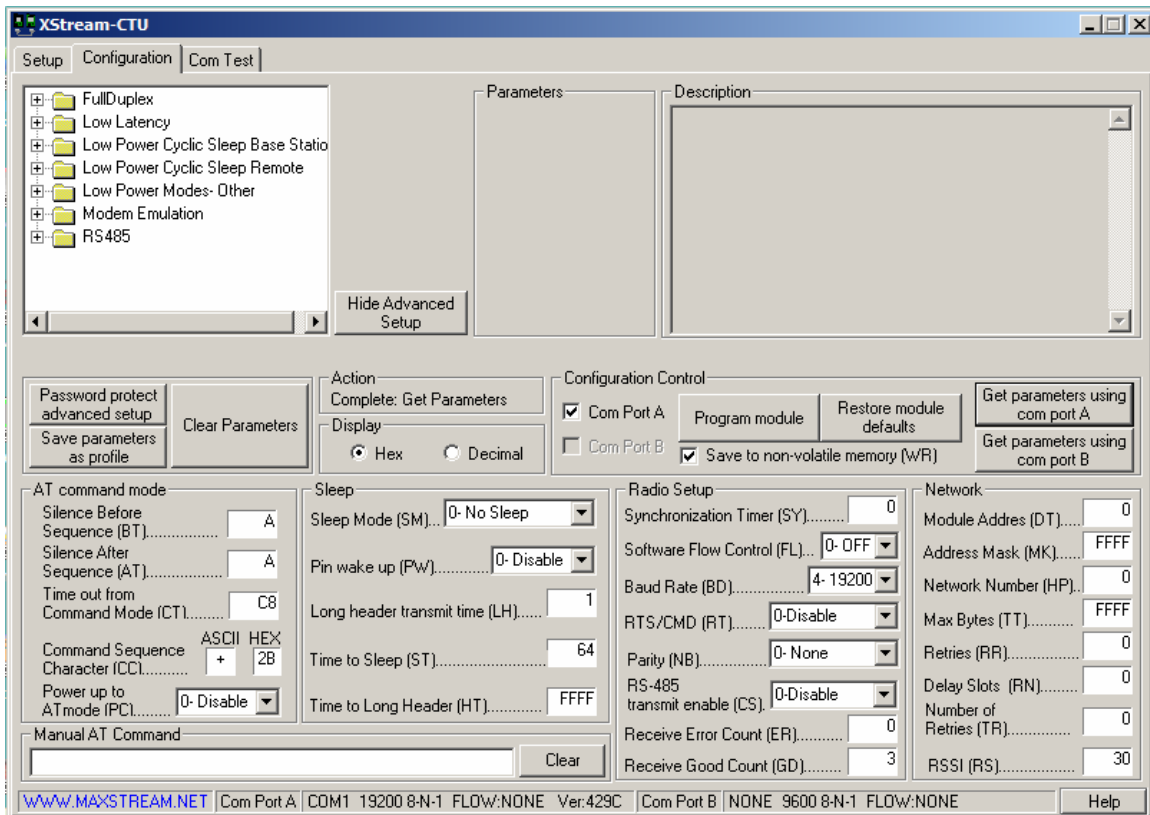 XStream-CTU
Setup Configuration Com Test
FullDuplex
Low Latency
Low Power Cyclic Sleep Base Statio
Low Power Cyclic Sleep Remote
Low Power Modes- Other
Modem Emulation
RS485
Hide Advanced
Setup
Parameters
Description
Password protect
advanced setup
Save parameters
as profile
Clear Parameters
Action
Complete: Get Parameters
Display
Hex Decimal
Configuration Control
Com Port A
Com Port B
Program module
Restore module
defaults
Save to non-volatile memory (WR)
Get parameters using
com port A
Get parameters using
com port B
AT command mode
Silence Before
Sequence (BT)................ A
Silence After
Sequence (AT)................ A
Time out from
Command Mode (CT)........ C8
ASCII HEX
Command Sequence
Character (CC)........... + 2B
Power up to
ATmode (PC)........ 0- Disable
Sleep
Sleep Mode (SM)... 0- No Sleep
Pin wake up (PW)............ 0- Disable
Long header transmit time (LH)...... 1
Time to Sleep (ST)........................ 64
Time to Long Header (HT)............. FFFF
Radio Setup
Synchronization Timer (SY)......... 0
Software Flow Control (FL)... 0- OFF
Baud Rate (BD)................. 4- 19200
RTS/CMD (RT)........ 0-Disable
Parity (NB)................ 0- None
RS-485
transmit enable (CS). 0-Disable
Receive Error Count (ER).......... 0
Receive Good Count (GD)......... 3
Network
Module Addres (DT)..... 0
Address Mask (MK)...... FFFF
Network Number (HP).. 0
Max Bytes (TT)............. FFFF
Retries (RR)................. 0
Delay Slots (RN)......... 0
Number of
Retries (TR)............... 0
RSSI (RS)................... 30
Manual AT Command
Clear
WWW.MAXSTREAM.NET Com Port A COM1 19200 8-N-1 FLOW:NONE Ver:429C Com Port B NONE 9600 8-N-1 FLOW:NONE Help